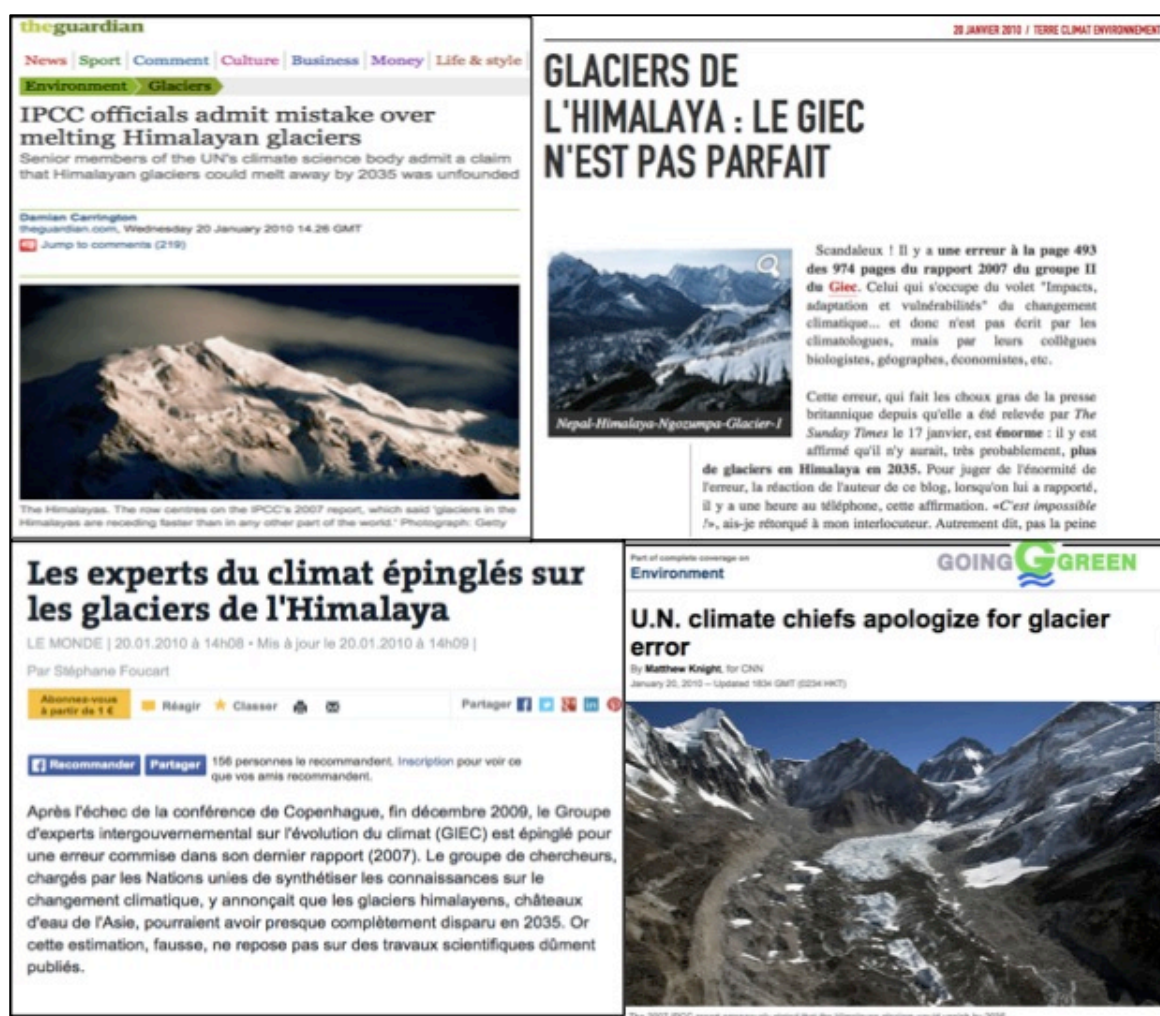 theguardian
News Sport Comment Culture Business Money Life & style
Environment Glaciers
IPCC officials admit mistake over
melting Himalayan glaciers
Senior members of the UN's climate science body admit a claim
that Himalayan glaciers could melt away by 2035 was unfounded
Damian Carrington
theguardian.com, Wednesday 20 January 2010 14.26 GMT
Jump to comments (219)
The Himalayas. The row centres on the IPCC's 2007 report, which said 'glaciers in the
Himalayas are receding faster than in any other part of the world.' Photograph: Getty
20 JANVIER 2010 / TERRE CLIMAT ENVIRONNEMENT
GLACIERS DE
L'HIMALAYA : LE GIEC
N'EST PAS PARFAIT
Scandaleux ! Il y a une erreur à la page 493
des 974 pages du rapport 2007 du groupe II
du Giec. Celui qui s'occupe du volet "Impacts,
adaptation et vulnérabilités" du changement
climatique... et donc n'est pas écrit par les
climatologues, mais par leurs collègues
biologistes, géographes, économistes, etc.
Nepal-Himalaya-Ngozumpa-Glacier-1
Cette erreur, qui fait les choux gras de la presse
britannique depuis qu'elle a été relevée par The
Sunday Times le 17 janvier, est énorme : il y est
affirmé qu'il n'y aurait, très probablement, plus
de glaciers en Himalaya en 2035. Pour juger de l'énormité de
l'erreur, la réaction de l'auteur de ce blog, lorsqu'on lui a rapporté,
il y a une heure au téléphone, cette affirmation. «C'est impossible
!», ais-je rétorqué à mon interlocuteur. Autrement dit, pas la peine
Les experts du climat épinglés sur
les glaciers de l'Himalaya
LE MONDE | 20.01.2010 à 14h08 • Mis à jour le 20.01.2010 à 14h09 |
Par Stéphane Foucart
Abonnez-vous
à partir de 1 €
Réagir Classer
Partager
Recommander Partager
156 personnes le recommandent. Inscription pour voir ce
que vos amis recommandent.
Après l'échec de la conférence de Copenhague, fin décembre 2009, le Groupe
d'experts intergouvernemental sur l'évolution du climat (GIEC) est épinglé pour
une erreur commise dans son dernier rapport (2007). Le groupe de chercheurs,
chargés par les Nations unies de synthétiser les connaissances sur le
changement climatique, y annonçait que les glaciers himalayens, châteaux
d'eau de l'Asie, pourraient avoir presque complètement disparu en 2035. Or
cette estimation, fausse, ne repose pas sur des travaux scientifiques dûment
publiés.
Part of complete coverage on
Environment
GOING G GREEN
U.N. climate chiefs apologize for glacier
error
By Matthew Knight, for CNN
January 20, 2010 -- Updated 1834 GMT (0234 HKT)